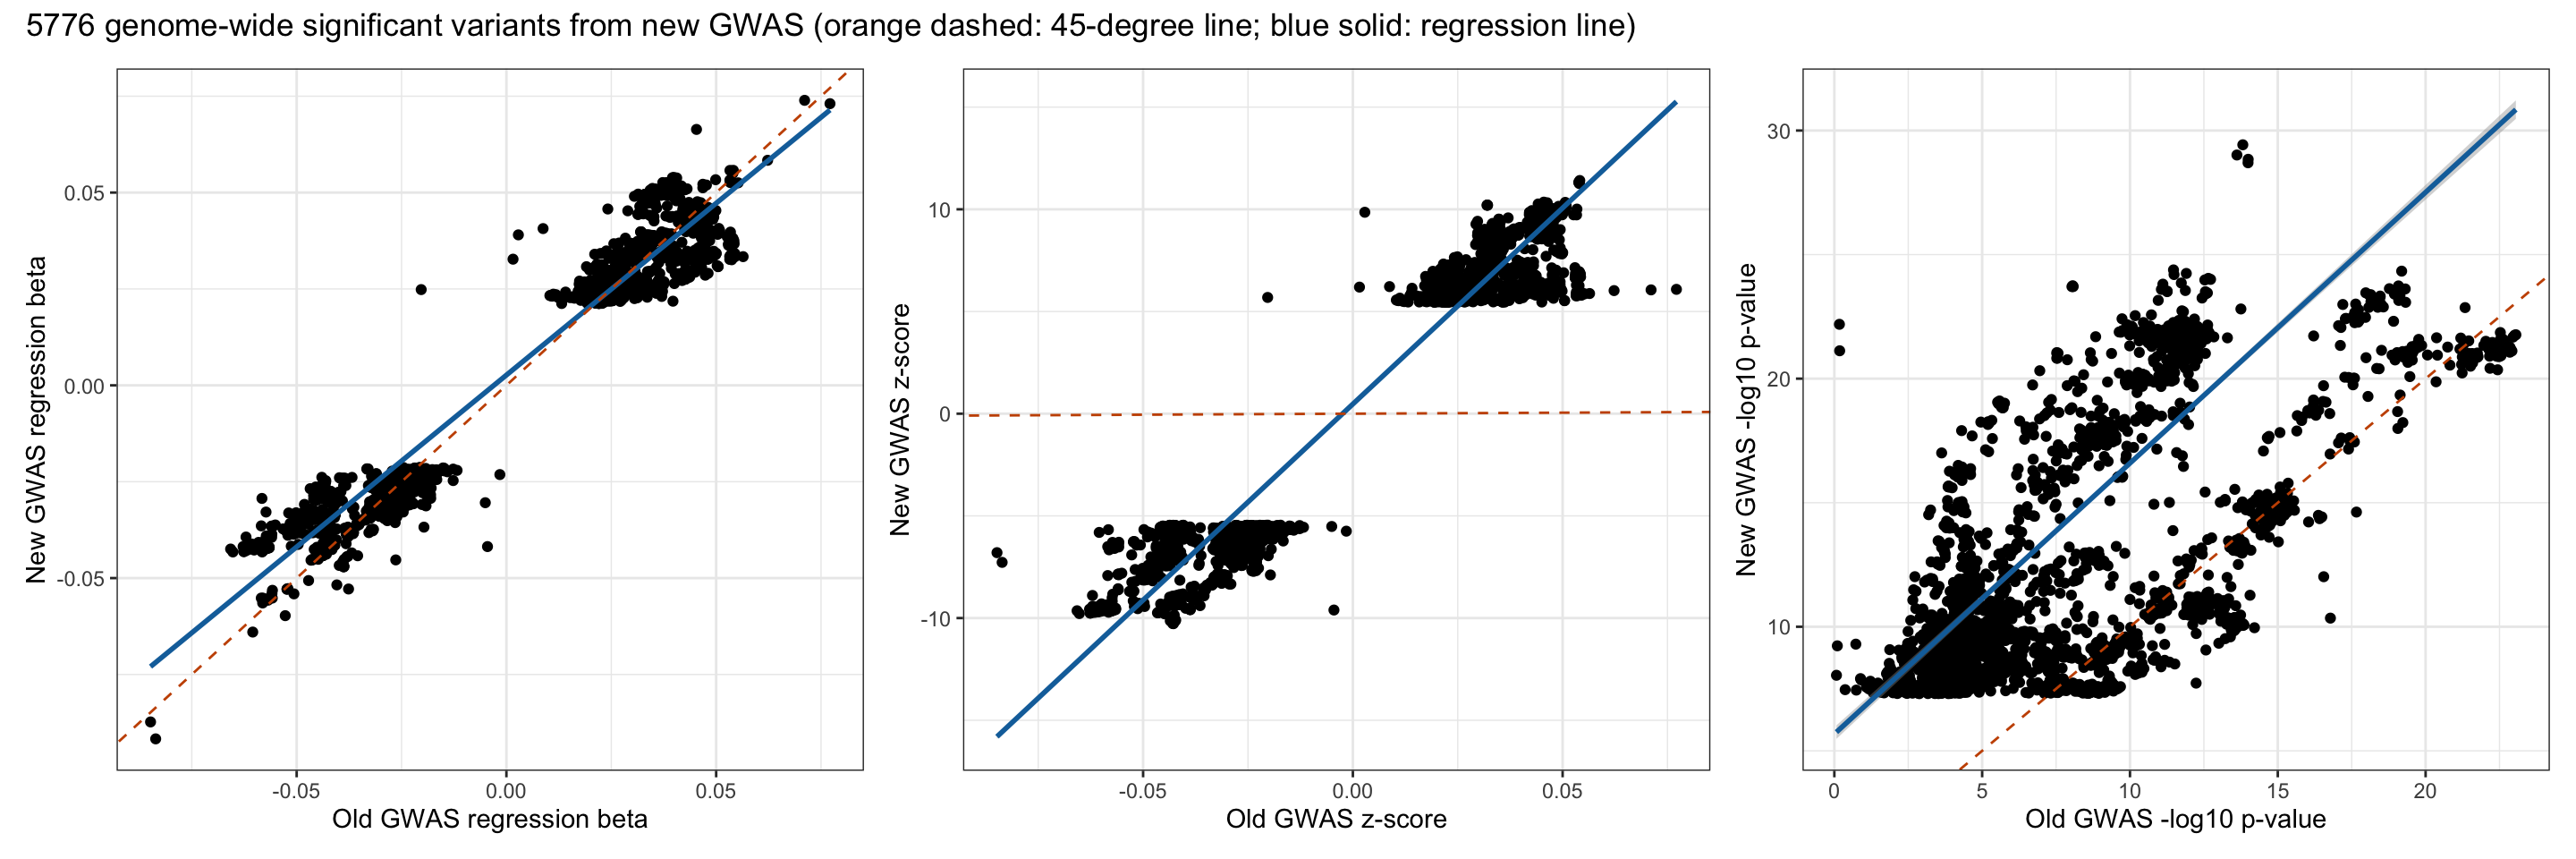 5776 genome-wide significant variants from new GWAS (orange dashed: 45-degree line; blue solid: regression line)
New GWAS regression beta
0.05
0.00
-0.05
-0.05 0.00 0.05
Old GWAS regression beta
New GWAS z-score
10
0
-10
-0.05 0.00 0.05
Old GWAS z-score
New GWAS -log10 p-value
30
20
10
0 5 10 15 20
Old GWAS -log10 p-value